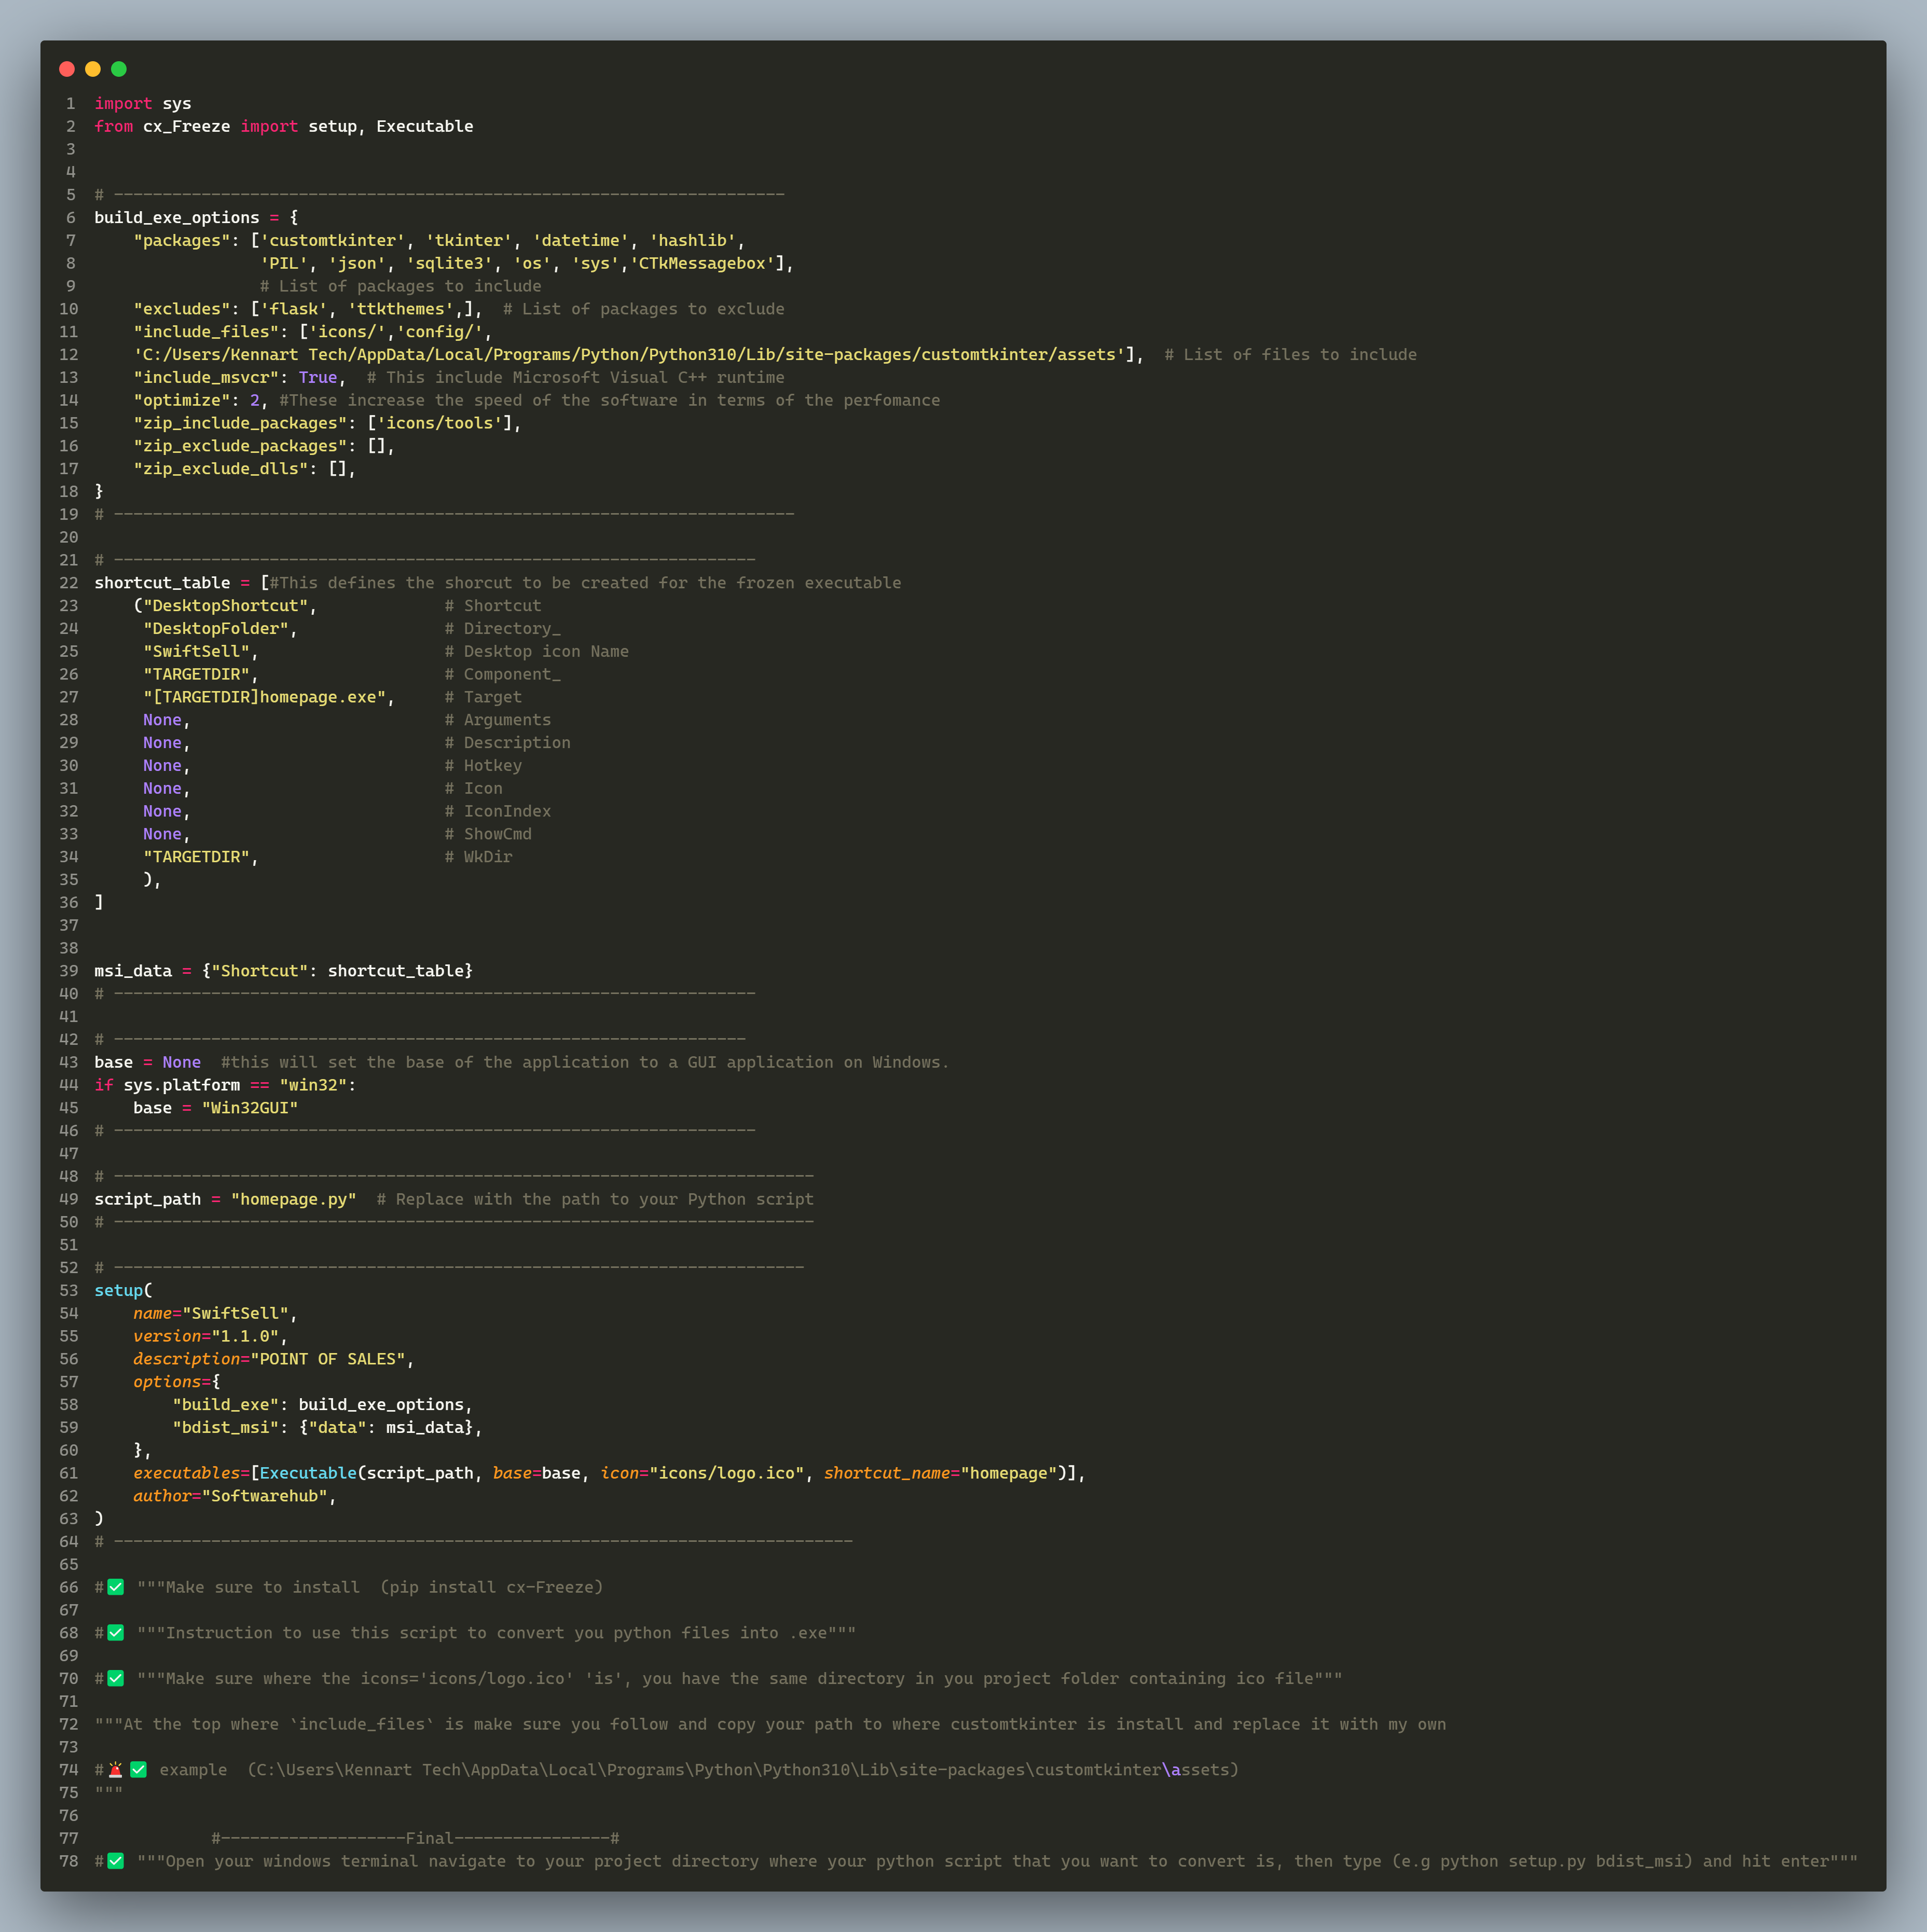 1 import sys
2 from cx_Freeze import setup, Executable
3
4
5 # ---------------------------------------------------------------------
6 build_exe_options = {
7     "packages": ['customtkinter', 'tkinter', 'datetime', 'hashlib',
8                  'PIL', 'json', 'sqlite3', 'os', 'sys','CTkMessagebox'],
9                  # List of packages to include
10     "excludes": ['flask', 'ttkthemes',],  # List of packages to exclude
11     "include_files": ['icons/','config/',
12     'C:/Users/Kennart Tech/AppData/Local/Programs/Python/Python310/Lib/site-packages/customtkinter/assets'],  # List of files to include
13     "include_msvcr": True,  # This include Microsoft Visual C++ runtime
14     "optimize": 2, #These increase the speed of the software in terms of the perfomance
15     "zip_include_packages": ['icons/tools'],
16     "zip_exclude_packages": [],
17     "zip_exclude_dlls": [],
18 }
19 # ----------------------------------------------------------------------
20
21 # ------------------------------------------------------------------
22 shortcut_table = [#This defines the shorcut to be created for the frozen executable
23     ("DesktopShortcut",             # Shortcut
24      "DesktopFolder",               # Directory_
25      "SwiftSell",                   # Desktop icon Name
26      "TARGETDIR",                   # Component_
27      "[TARGETDIR]homepage.exe",     # Target
28      None,                          # Arguments
29      None,                          # Description
30      None,                          # Hotkey
31      None,                          # Icon
32      None,                          # IconIndex
33      None,                          # ShowCmd
34      "TARGETDIR",                   # WkDir
35      ),
36 ]
37
38
39 msi_data = {"Shortcut": shortcut_table}
40 # ------------------------------------------------------------------
41
42 # -----------------------------------------------------------------
43 base = None  #this will set the base of the application to a GUI application on Windows.
44 if sys.platform == "win32":
45     base = "Win32GUI"
46 # ------------------------------------------------------------------
47
48 # ------------------------------------------------------------------------
49 script_path = "homepage.py"  # Replace with the path to your Python script
50 # ------------------------------------------------------------------------
51
52 # -----------------------------------------------------------------------
53 setup(
54     name="SwiftSell",
55     version="1.1.0",
56     description="POINT OF SALES",
57     options={
58         "build_exe": build_exe_options,
59         "bdist_msi": {"data": msi_data},
60     },
61     executables=[Executable(script_path, base=base, icon="icons/logo.ico", shortcut_name="homepage")],
62     author="Softwarehub",
63 )
64 # ----------------------------------------------------------------------------
65
66 #✅ """Make sure to install  (pip install cx-Freeze)
67
68 #✅ """Instruction to use this script to convert you python files into .exe"""
69
70 #✅ """Make sure where the icons='icons/logo.ico' 'is', you have the same directory in you project folder containing ico file"""
71
72 """At the top where `include_files` is make sure you follow and copy your path to where customtkinter is install and replace it with my own
73
74 #🚨✅ example  (C:\Users\Kennart Tech\AppData\Local\Programs\Python\Python310\Lib\site-packages\customtkinter\assets)
75 """
76
77             #-------------------Final----------------#
78 #✅ """Open your windows terminal navigate to your project directory where your python script that you want to convert is, then type (e.g python setup.py bdist_msi) and hit enter"""